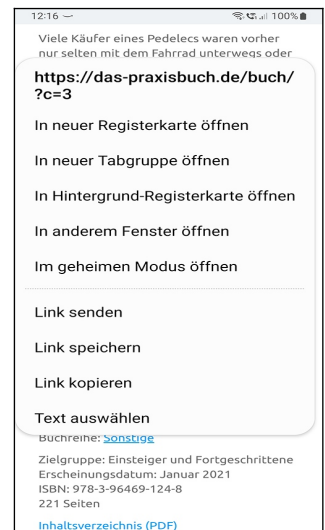 12:16
100%
Viele Käufer eines Pedelecs waren vorher
nur selten mit dem Fahrrad unterwegs oder
https://das-praxisbuch.de/buch/
?c=3
In neuer Registerkarte öffnen
In neuer Tabgruppe öffnen
In Hintergrund-Registerkarte öffnen
In anderem Fenster öffnen
Im geheimen Modus öffnen
Link senden
Link speichern
Link kopieren
Text auswählen
Buchreihe: Sonstige
Zielgruppe: Einsteiger und Fortgeschrittene
Erscheinungsdatum: Januar 2021
ISBN: 978-3-96469-124-8
221 Seiten
Inhaltsverzeichnis (PDF)